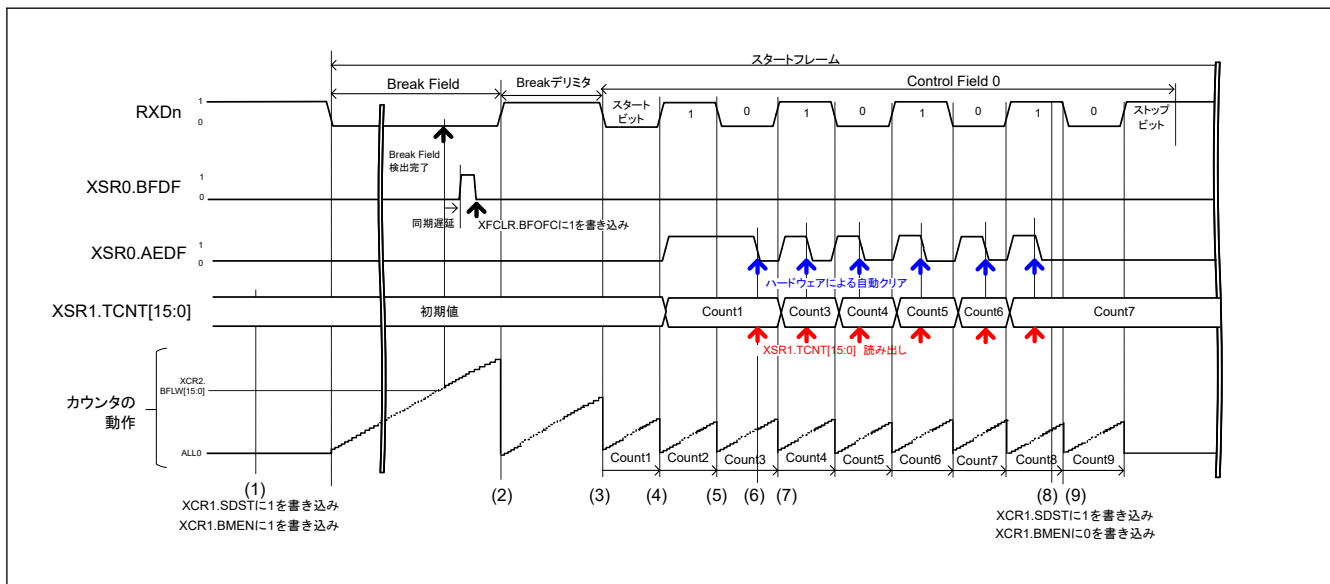 スタートフレーム
Break Field
Breakデリミタ
Control Field 0
RXDn
1
0
スタート
ビット
1
0
1
0
1
0
1
0
ストップ
ビット
Break Field
検出完了
XSR0.BFDF
1
0
同期遅延
XFCLR.BFOFCに1を書き込み
XSR0.AEDF
1
0
ハードウェアによる自動クリア
XSR1.TCNT[15:0]
初期値
Count1
Count3
Count4
Count5
Count6
Count7
XSR1.TCNT[15:0] 読み出し
XCR2.
BFLW[15:0]
カウンタの
動作
ALL0
Count1
Count2
Count3
Count4
Count5
Count6
Count7
Count8
Count9
(1)
(2)
(3)
(4)
(5)
(6)
(7)
(8)
(9)
XCR1.SDSTに1を書き込み
XCR1.BMENに1を書き込み
XCR1.SDSTに1を書き込み
XCR1.BMENに0を書き込み